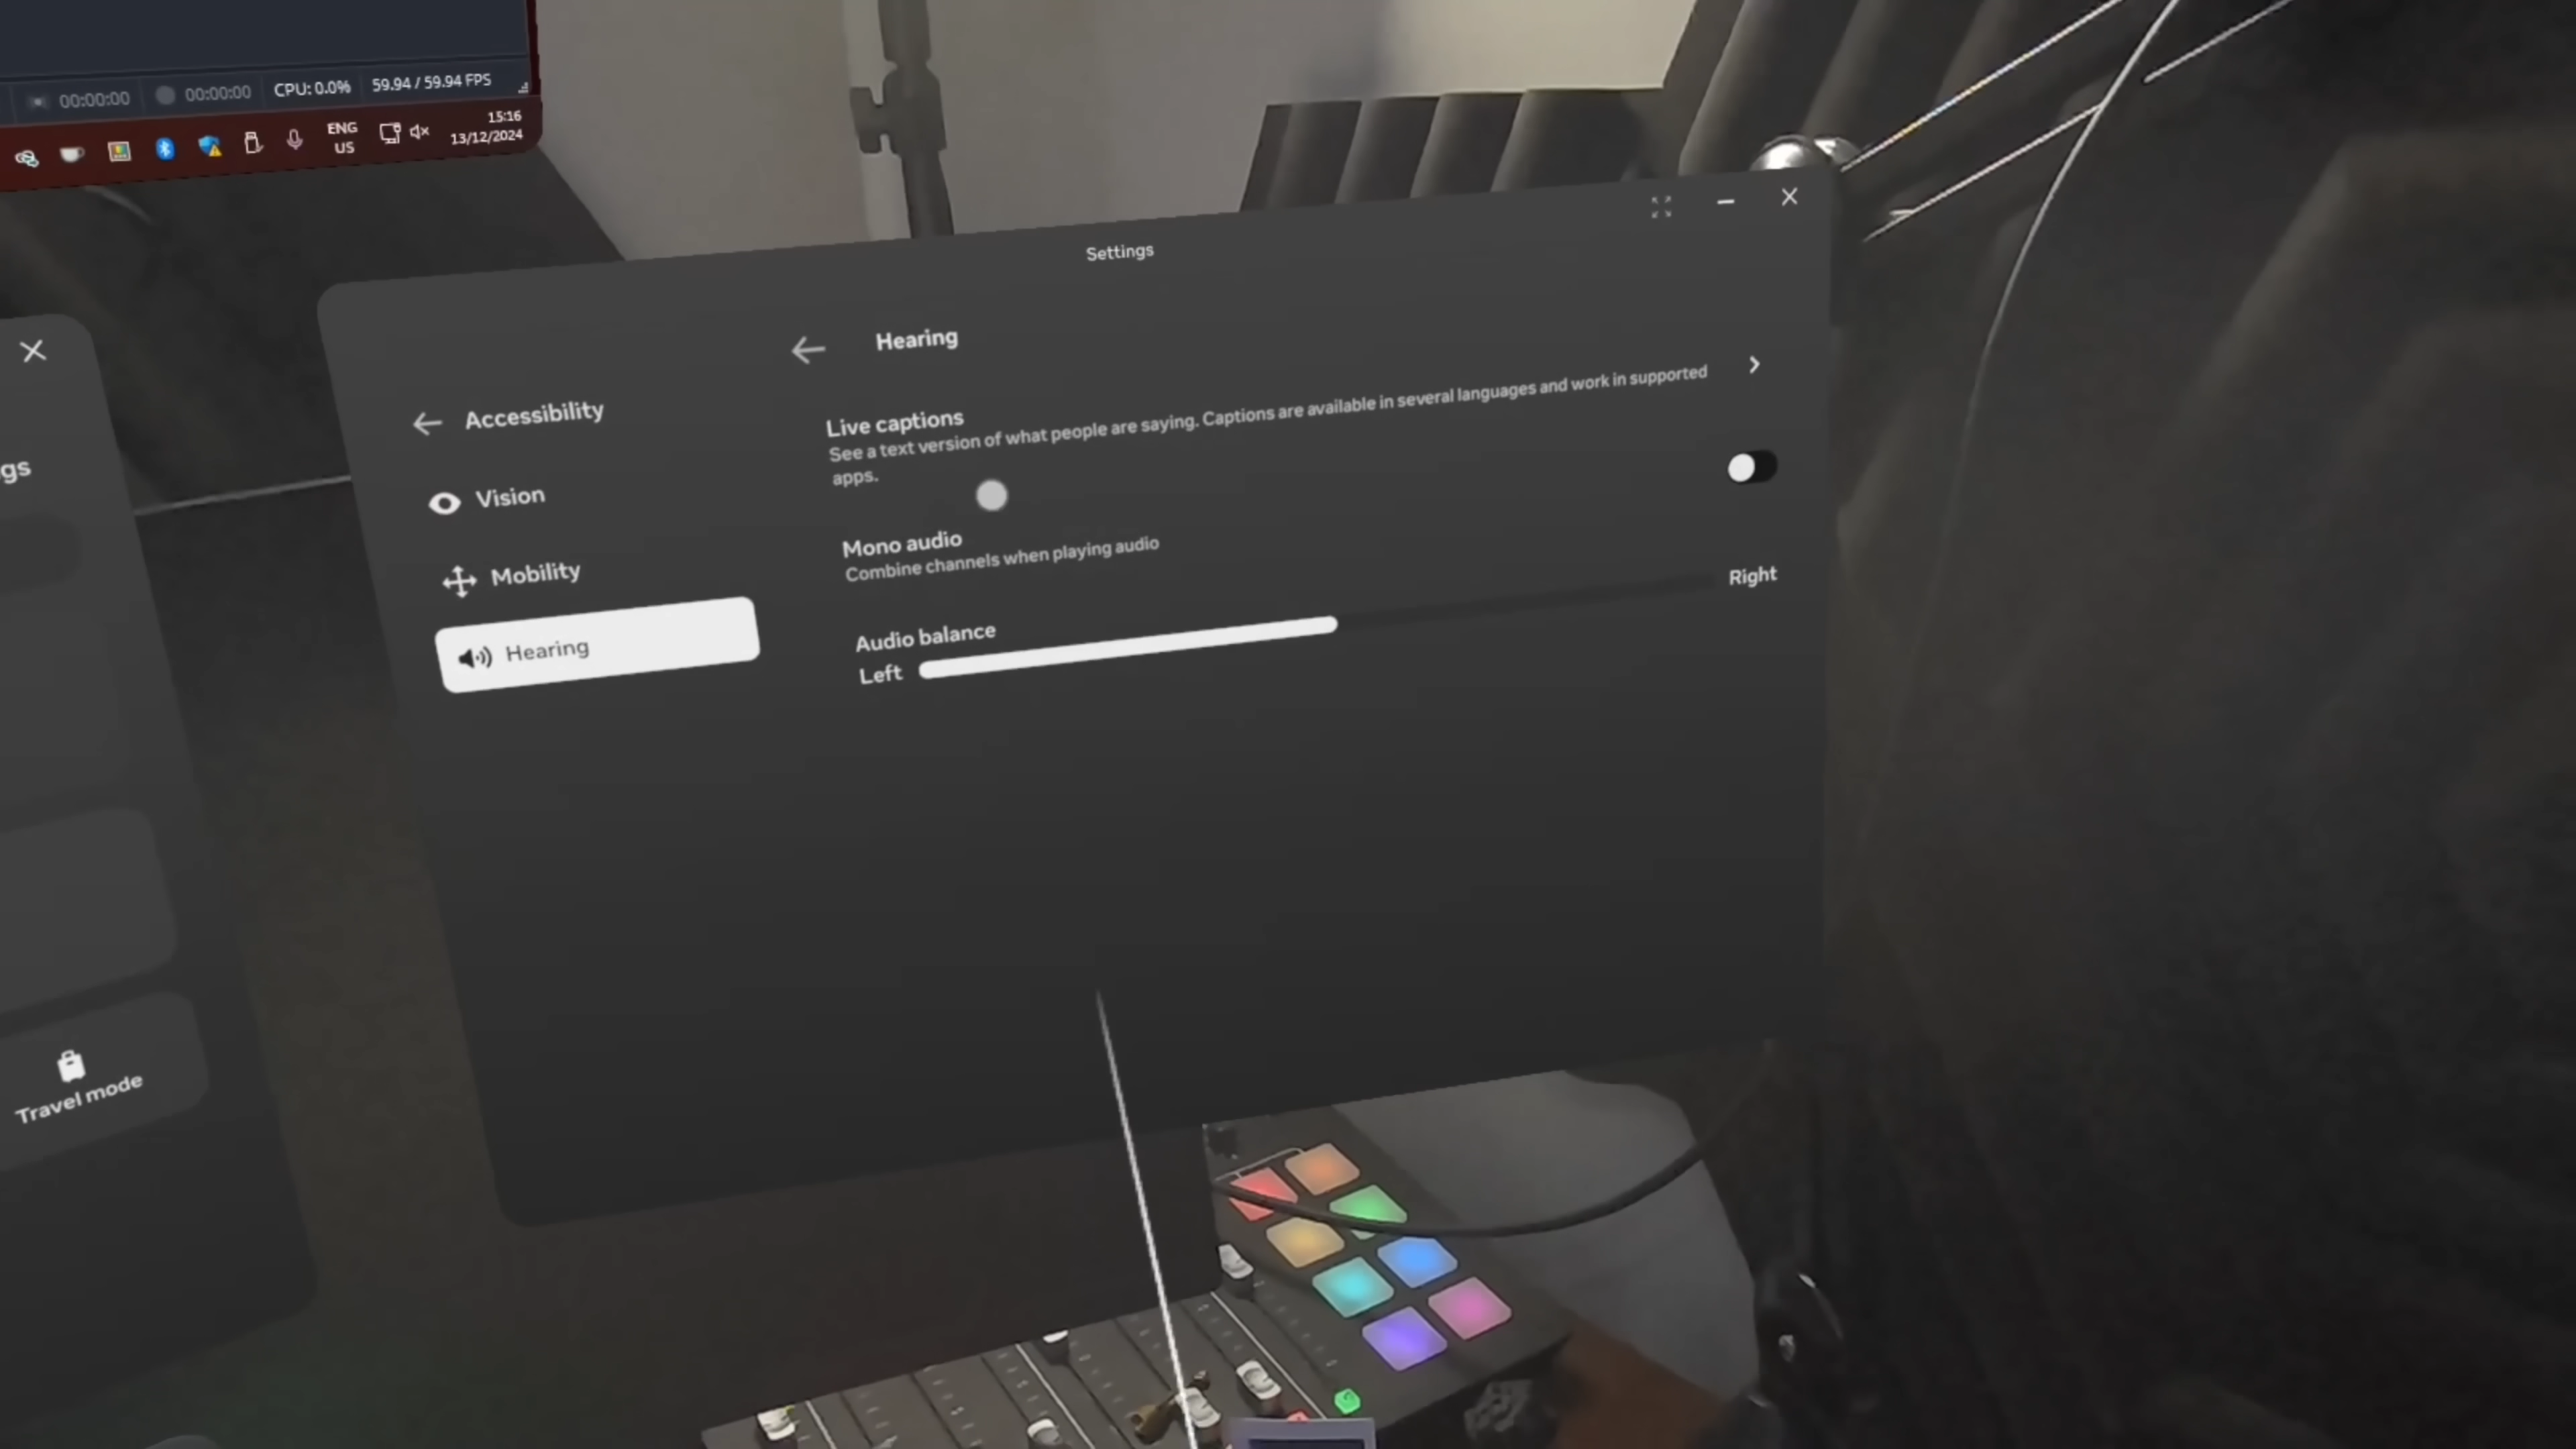 00:00:00 00:00:00 CPU: 0.0% 59.94 / 59.94 FPS
ENG
US
15:16
13/12/2024
Settings
gs
Travel mode
Accessibility
Vision
Mobility
Hearing
Hearing
Live captions
See a text version of what people are saying. Captions are available in several languages and work in supported
apps.
Mono audio
Combine channels when playing audio
Audio balance
Left
Right